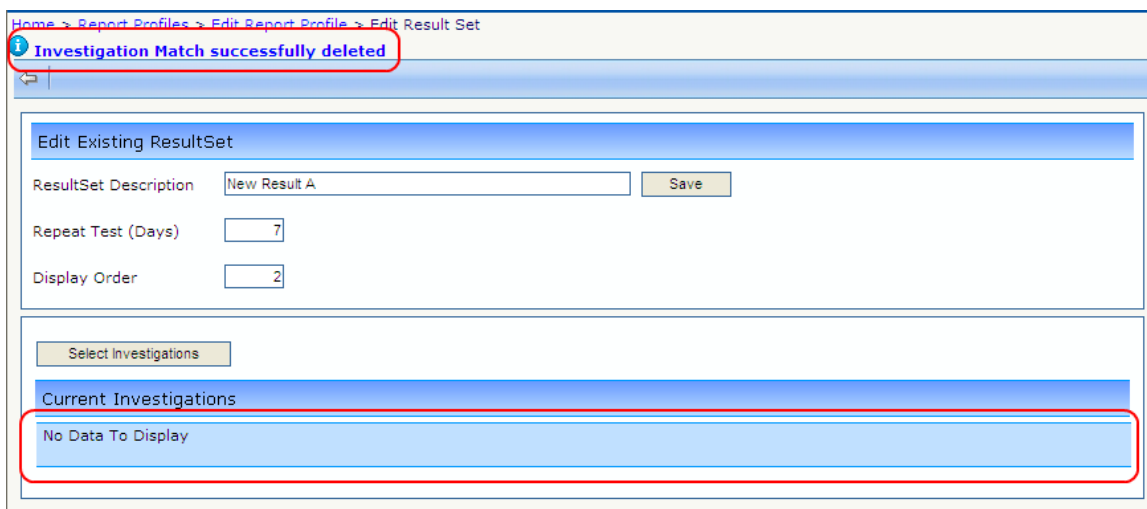 Home > Report Profiles > Edit Report Profile > Edit Result Set
Investigation Match successfully deleted
Edit Existing ResultSet
ResultSet Description New Result A Save
Repeat Test (Days) 7
Display Order 2
Select Investigations
Current Investigations
No Data To Display